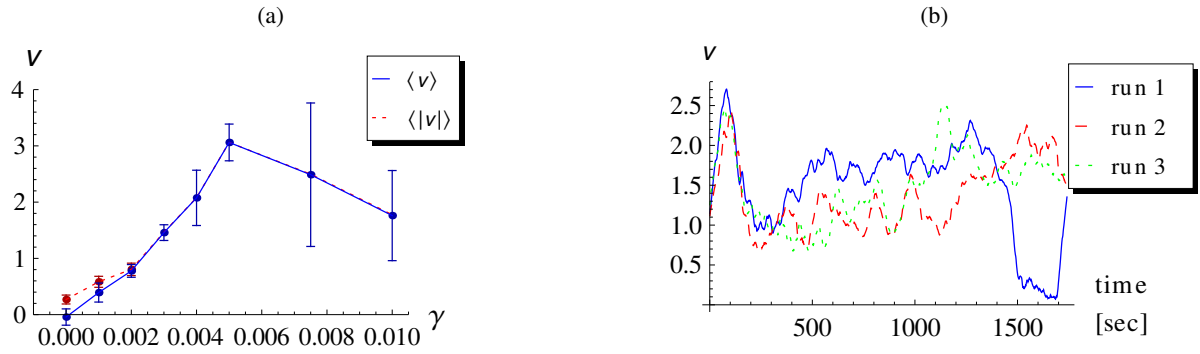 (a)
v
⟨v⟩
⟨|v|⟩
4
3
2
1
0
0.000 0.002 0.004 0.006 0.008 0.010 γ
(b)
v
run 1
run 2
run 3
2.5
2.0
1.5
1.0
0.5
500 1000 1500
time
[sec]